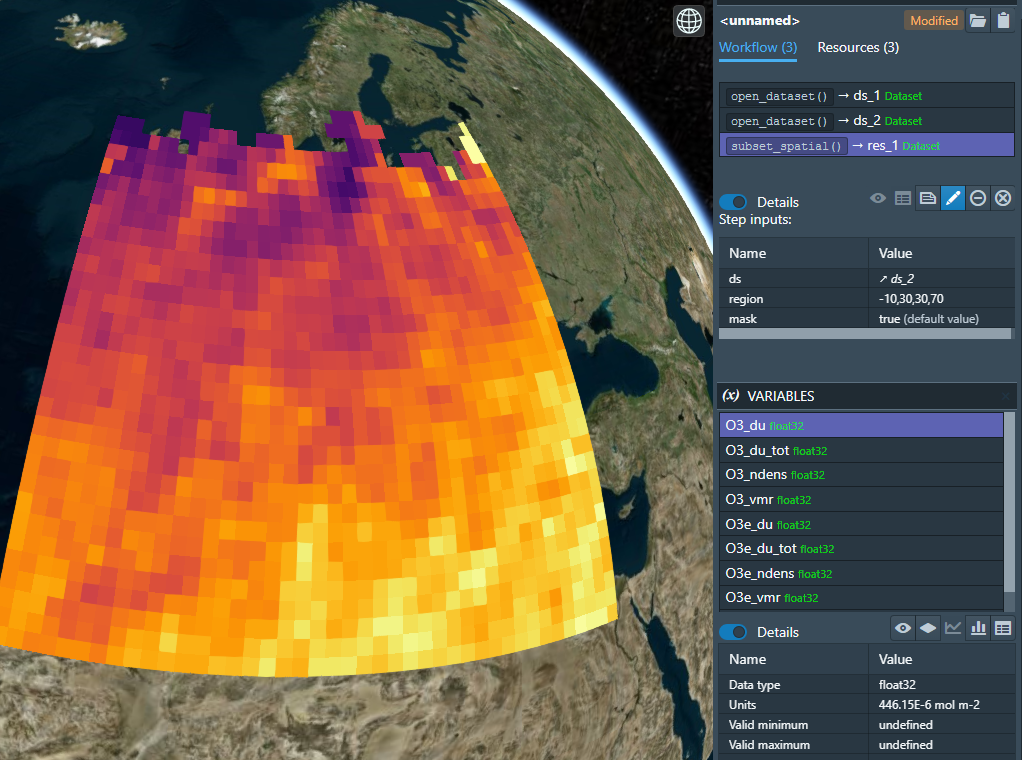 <unnamed>
Modified
Workflow (3)
Resources (3)
open_dataset() → ds_1 Dataset
open_dataset() → ds_2 Dataset
subset_spatial() → res_1 Dataset
Details
Step inputs:
Name Value
ds ↗ ds_2
region -10,30,30,70
mask true (default value)
(x) VARIABLES
O3_du float32
O3_du_tot float32
O3_ndens float32
O3_vmr float32
O3e_du float32
O3e_du_tot float32
O3e_ndens float32
O3e_vmr float32
Details
Name Value
Data type float32
Units 446.15E-6 mol m-2
Valid minimum undefined
Valid maximum undefined